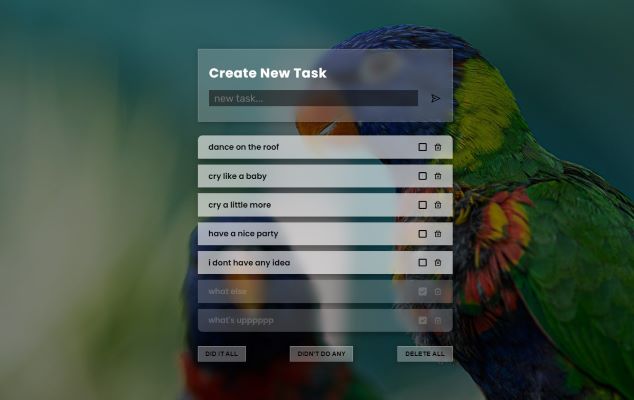 Create New Task
new task...
dance on the roof
cry like a baby
cry a little more
have a nice party
i dont have any idea
what else
what's upppppp
DID IT ALL
DIDN'T DO ANY
DELETE ALL